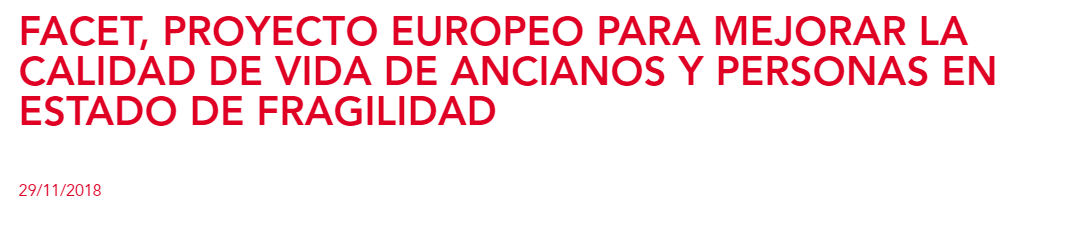 FACET, PROYECTO EUROPEO PARA MEJORAR LA
CALIDAD DE VIDA DE ANCIANOS Y PERSONAS EN
ESTADO DE FRAGILIDAD
29/11/2018